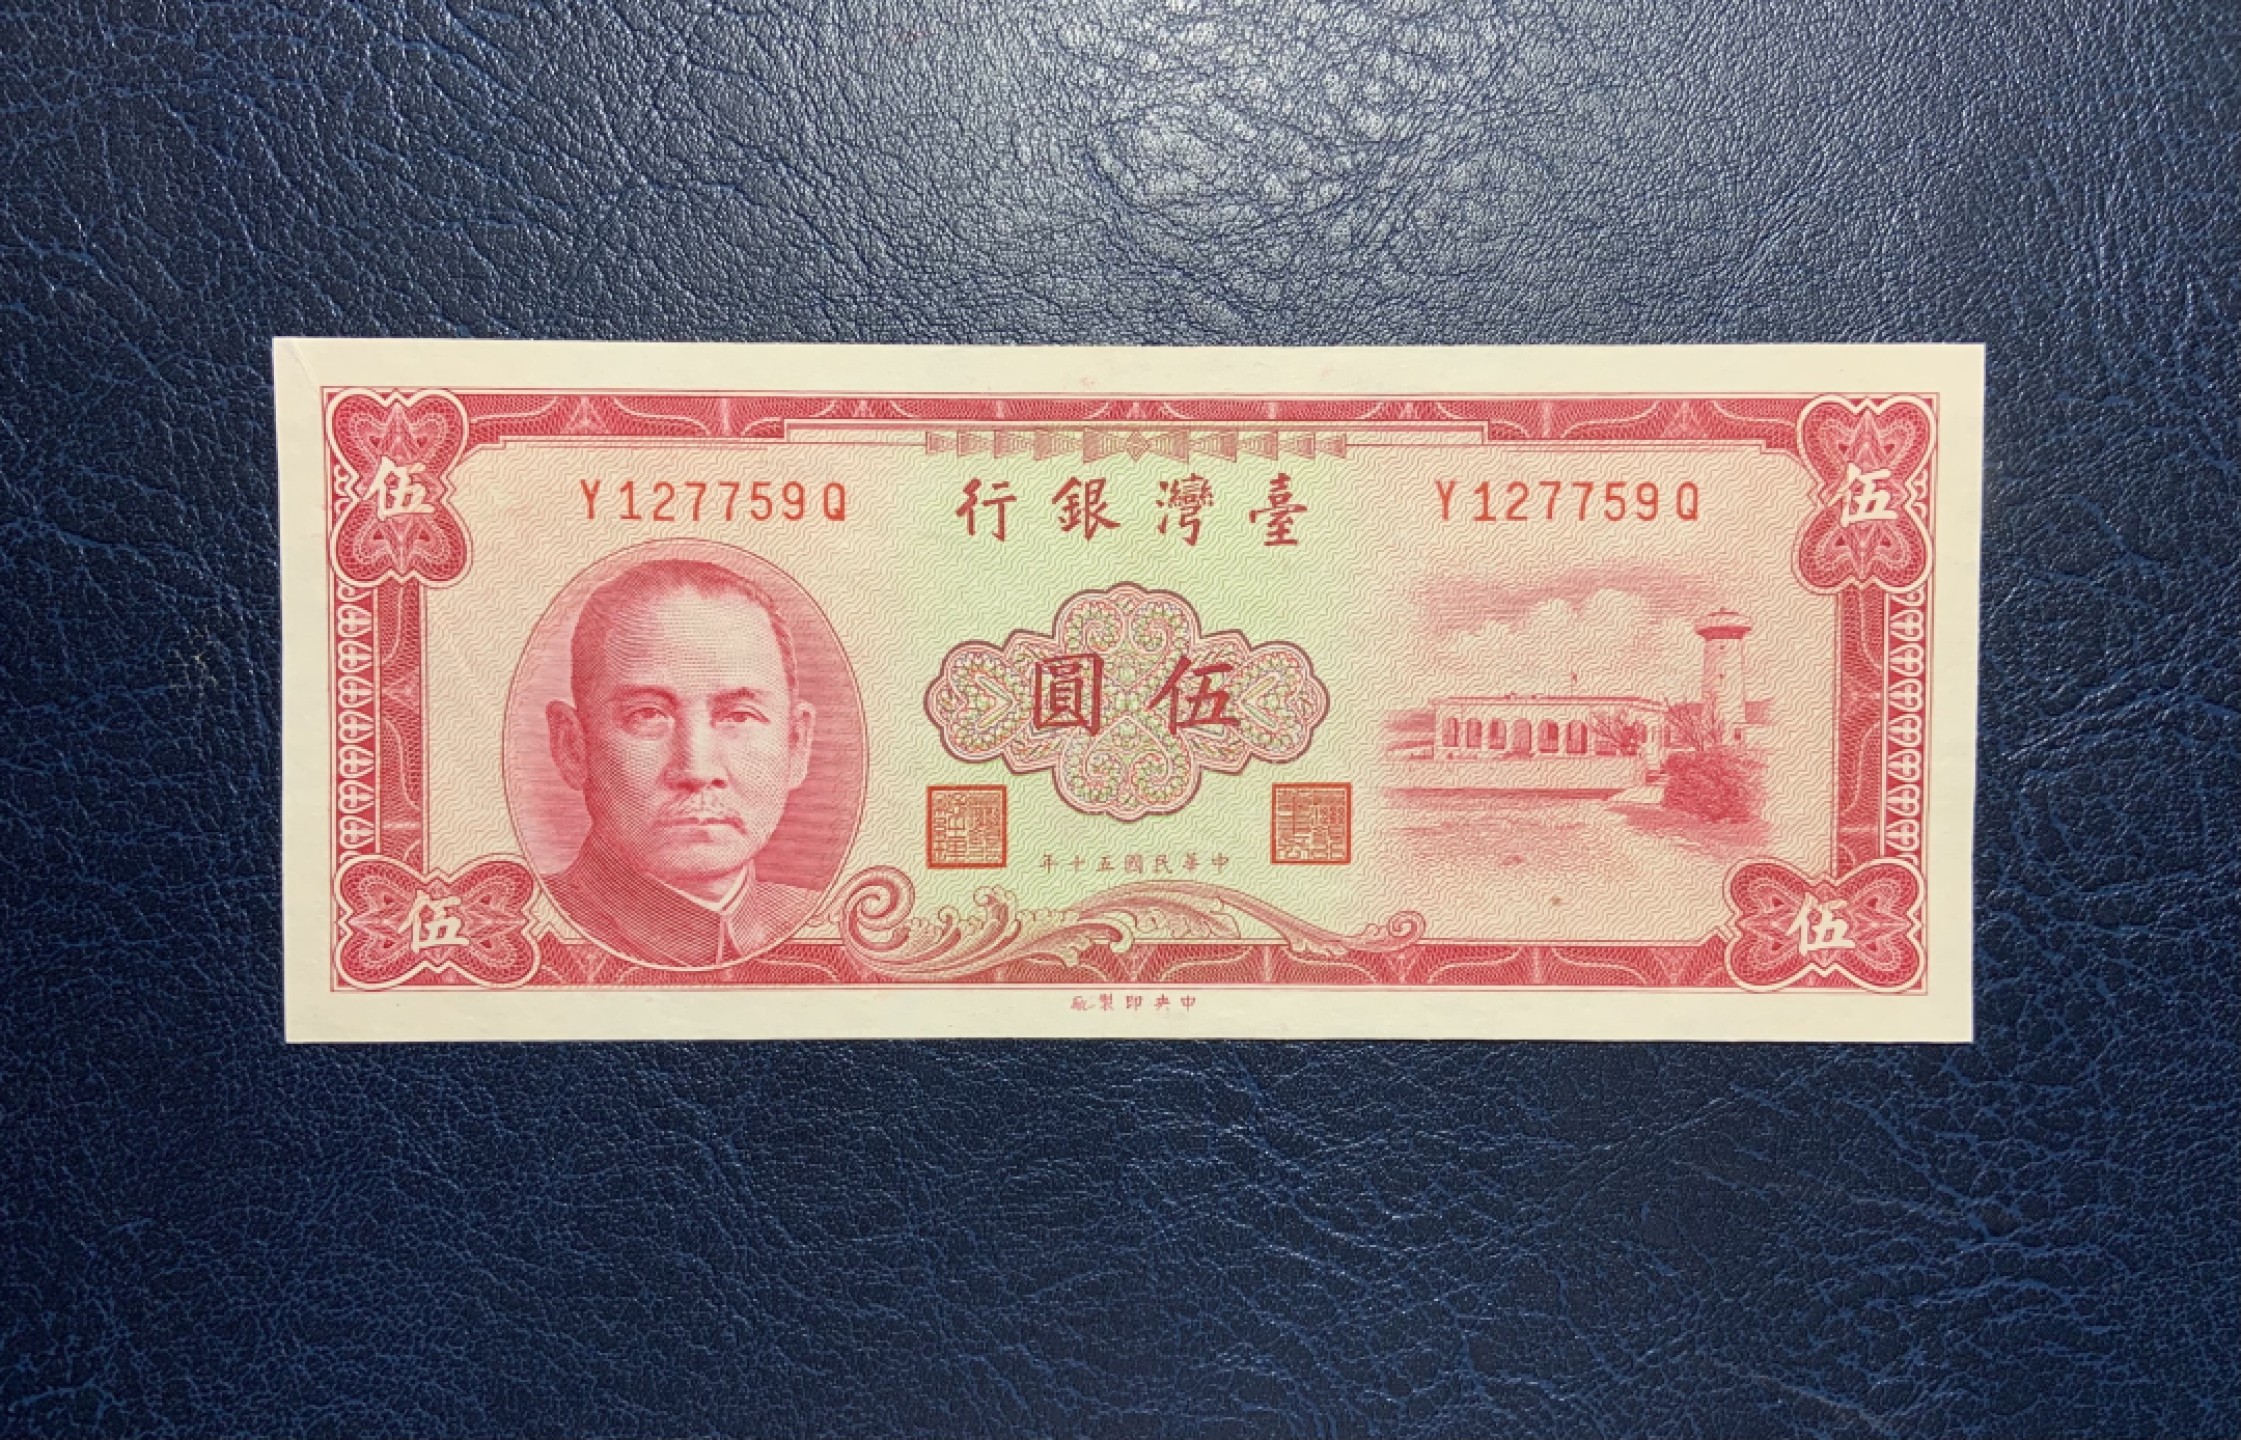 伍
伍
Y127759Q
臺灣銀行
Y127759Q
伍圓
中華民國五十年
伍
伍
中央印製廠